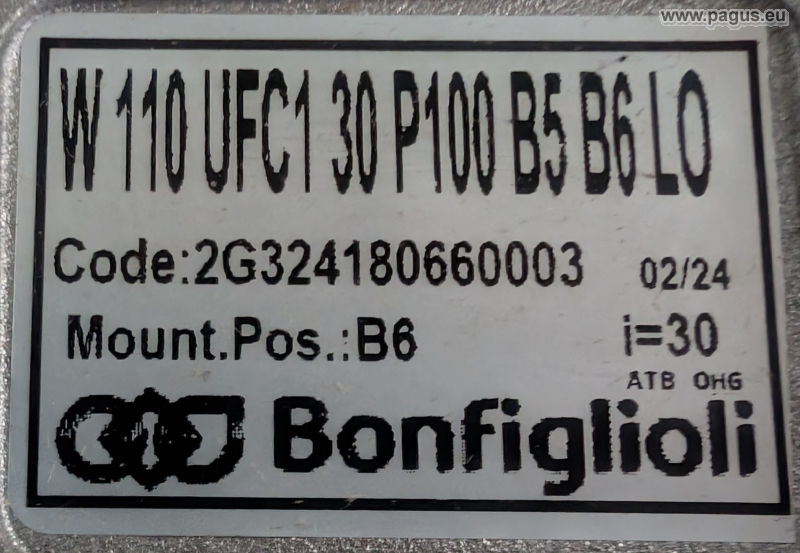 www.pagus.eu
W 110 UFC1 30 P100 B5 B6 LO
Code:2G324180660003 02/24
Mount.Pos.:B6 i=30
ATB OHG
Bonfiglioli